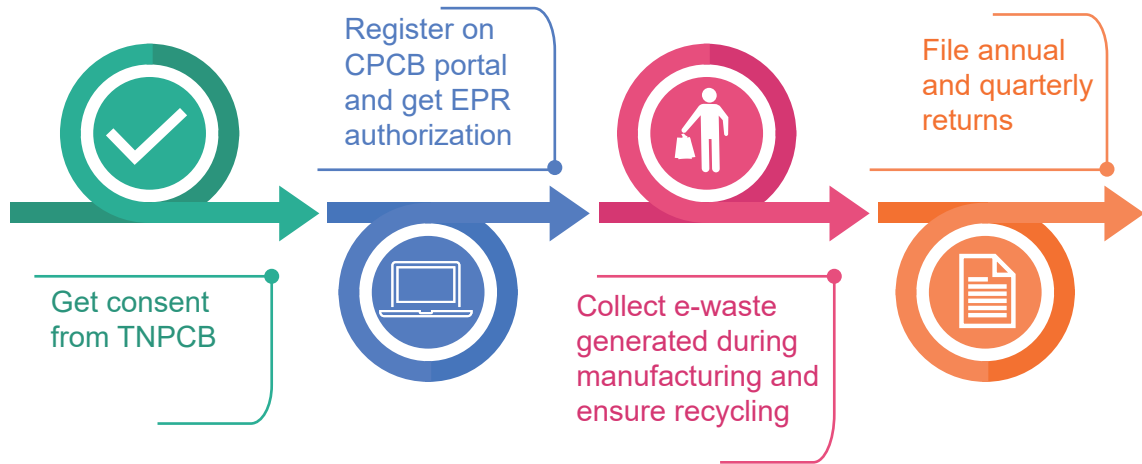 Get consent
from TNPCB
Register on
CPCB portal
and get EPR
authorization
Collect e-waste
generated during
manufacturing and
ensure recycling
File annual
and quarterly
returns